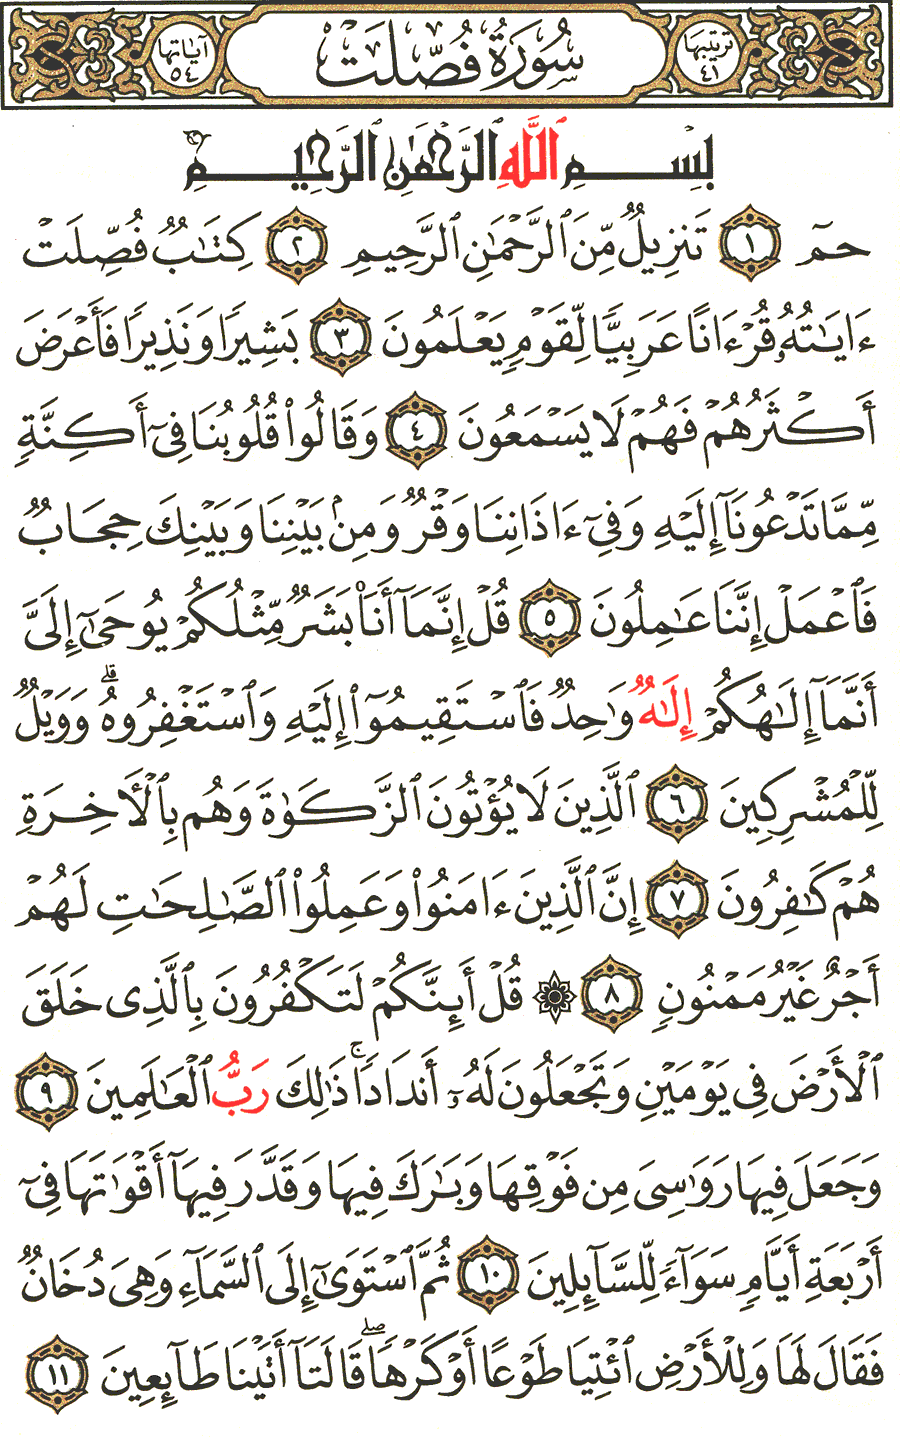 ترتيبها ٤١ سُورَةُ فُصِّلَتْ آياتها ٥٤
بِسْمِ ٱللَّهِ ٱلرَّحْمَٰنِ ٱلرَّحِيمِ
حمٓ ١ تَنزِيلٌ مِّنَ ٱلرَّحْمَٰنِ ٱلرَّحِيمِ ٢ كِتَٰبٌ فُصِّلَتْ
ءَايَٰتُهُۥ قُرْءَانًا عَرَبِيًّا لِّقَوْمٍ يَعْلَمُونَ ٣ بَشِيرًا وَنَذِيرًا فَأَعْرَضَ
أَكْثَرُهُمْ فَهُمْ لَا يَسْمَعُونَ ٤ وَقَالُوا۟ قُلُوبُنَا فِىٓ أَكِنَّةٍ
مِّمَّا تَدْعُونَآ إِلَيْهِ وَفِىٓ ءَاذَانِنَا وَقْرٌ وَمِنۢ بَيْنِنَا وَبَيْنِكَ حِجَابٌ
فَٱعْمَلْ إِنَّنَا عَٰمِلُونَ ٥ قُلْ إِنَّمَآ أَنَا۠ بَشَرٌ مِّثْلُكُمْ يُوحَىٰٓ إِلَىَّ
أَنَّمَآ إِلَٰهُكُمْ إِلَٰهٌ وَٰحِدٌ فَٱسْتَقِيمُوٓا۟ إِلَيْهِ وَٱسْتَغْفِرُوهُ ۗ وَوَيْلٌ
لِّلْمُشْرِكِينَ ٦ ٱلَّذِينَ لَا يُؤْتُونَ ٱلزَّكَوٰةَ وَهُم بِٱلْأَخِرَةِ
هُمْ كَٰفِرُونَ ٧ إِنَّ ٱلَّذِينَ ءَامَنُوا۟ وَعَمِلُوا۟ ٱلصَّٰلِحَٰتِ لَهُمْ
أَجْرٌ غَيْرُ مَمْنُونٍ ٨ ۞ قُلْ أَئِنَّكُمْ لَتَكْفُرُونَ بِٱلَّذِى خَلَقَ
ٱلْأَرْضَ فِى يَوْمَيْنِ وَتَجْعَلُونَ لَهُۥٓ أَندَادًا ۚ ذَٰلِكَ رَبُّ ٱلْعَٰلَمِينَ ٩
وَجَعَلَ فِيهَا رَوَٰسِىَ مِن فَوْقِهَا وَبَٰرَكَ فِيهَا وَقَدَّرَ فِيهَآ أَقْوَٰتَهَا فِىٓ
أَرْبَعَةِ أَيَّامٍ سَوَآءً لِّلسَّآئِلِينَ ١٠ ثُمَّ ٱسْتَوَىٰٓ إِلَى ٱلسَّمَآءِ وَهِىَ دُخَانٌ
فَقَالَ لَهَا وَلِلْأَرْضِ ٱئْتِيَا طَوْعًا أَوْ كَرْهًا ۖ قَالَتَآ أَتَيْنَا طَآئِعِينَ ١١